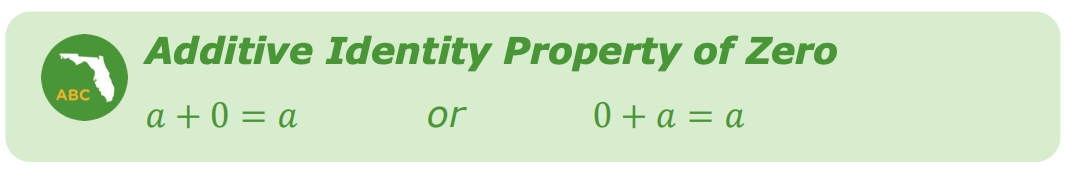 Additive Identity Property of Zero
ABC
a + 0 = a or 0 + a = a